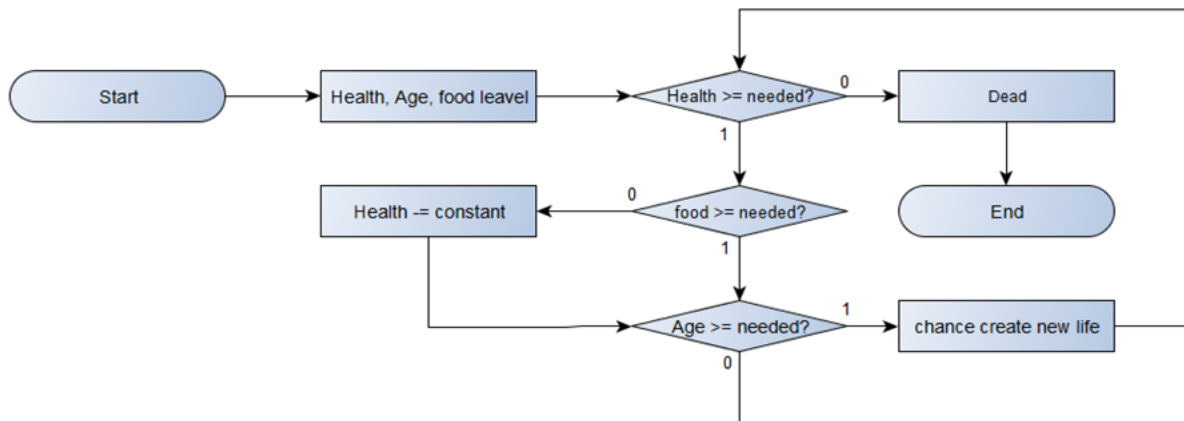 Start
Health, Age, food leavel
Health >= needed?
0
Dead
1
Health -= constant
0
food >= needed?
End
1
Age >= needed?
1
chance create new life
0